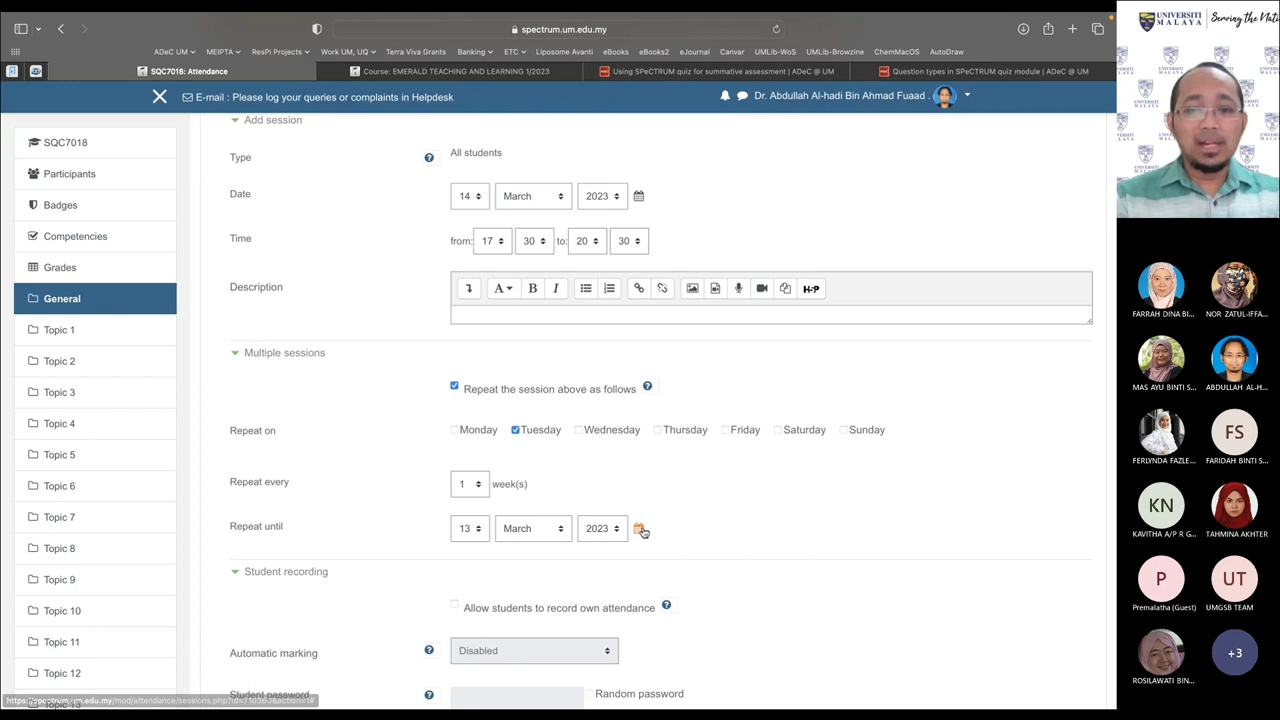 spectrum.um.edu.my
ADeC UM
MEIPTA
ResPi Projects
Work UM, UQ
Terra Viva Grants
Banking
ETC
Liposome Avanti
eBooks
eBooks2
eJournal
Canvar
UMLib-WoS
UMLib-Browzine
ChemMacOS
AutoDraw
SQC7018: Attendance
Course: EMERALD TEACHING AND LEARNING 1/2023
Using SPeCTRUM quiz for summative assessment | ADeC @ UM
Question types in SPeCTRUM quiz module | ADeC @ UM
E-mail : Please log your queries or complaints in Helpdesk
Dr. Abdullah Al-hadi Bin Ahmad Fuaad .
SQC7018
Participants
Badges
Competencies
Grades
General
Topic 1
Topic 2
Topic 3
Topic 4
Topic 5
Topic 6
Topic 7
Topic 8
Topic 9
Topic 10
Topic 11
Topic 12
Add session
Type
All students
Date
14 March 2023
Time
from: 17 30 to: 20 30
Description
A B I
H-P
Multiple sessions
Repeat the session above as follows
Repeat on
Monday Tuesday Wednesday Thursday Friday Saturday Sunday
Repeat every
1 week(s)
Repeat until
13 March 2023
Student recording
Allow students to record own attendance
Automatic marking
Disabled
Student password
Random password
UNIVERSITI
MALAYA
Serving the Nati
FARRAH DINA BI...
NOR ZATUL-IFFA...
MAS AYU BINTI S...
ABDULLAH AL-H...
FERLYNDA FAZLE...
FS
FARIDAH BINTI S...
KN
KAVITHA A/P R G...
TAHMINA AKHTER
P
Premalatha (Guest)
UT
UMGSB TEAM
ROSILAWATI BIN...
+3